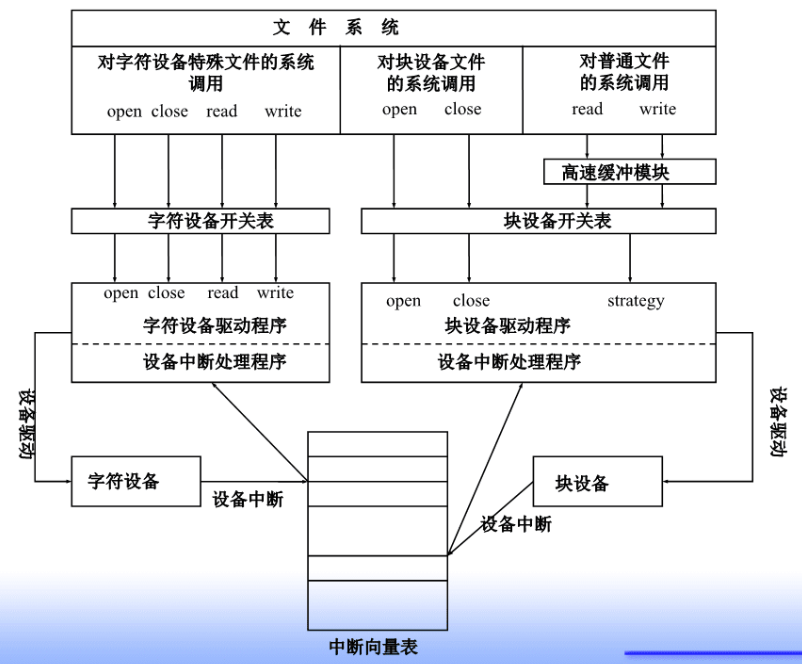 文 件 系 统
对字符设备特殊文件的系统
调用
open close read write
对块设备文件
的系统调用
open close
对普通文件
的系统调用
read write
高速缓冲模块
字符设备开关表
块设备开关表
open close read write
字符设备驱动程序
设备中断处理程序
open close strategy
块设备驱动程序
设备中断处理程序
设备驱动
设备驱动
字符设备
设备中断
块设备
设备中断
中断向量表